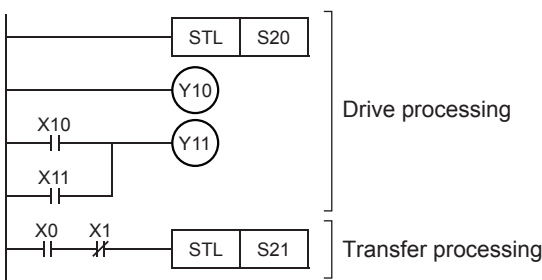 STL S20
Y10
Drive processing
X10
Y11
X11
X0 X1
STL S21 Transfer processing